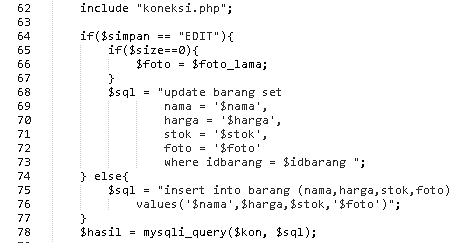 62 include "koneksi.php";
63
64 if($simpan == "EDIT"){
65 if($size==0){
66 $foto = $foto_lama;
67 }
68 $sql = "update barang set
69 nama = '$nama',
70 harga = '$harga',
71 stok = '$stok',
72 foto = '$foto'
73 where idbarang = $idbarang ";
74 } else{
75 $sql = "insert into barang (nama,harga,stok,foto)
76 values('$nama',$harga,$stok,'$foto')";
77 }
78 $hasil = mysqli_query($kon, $sql);